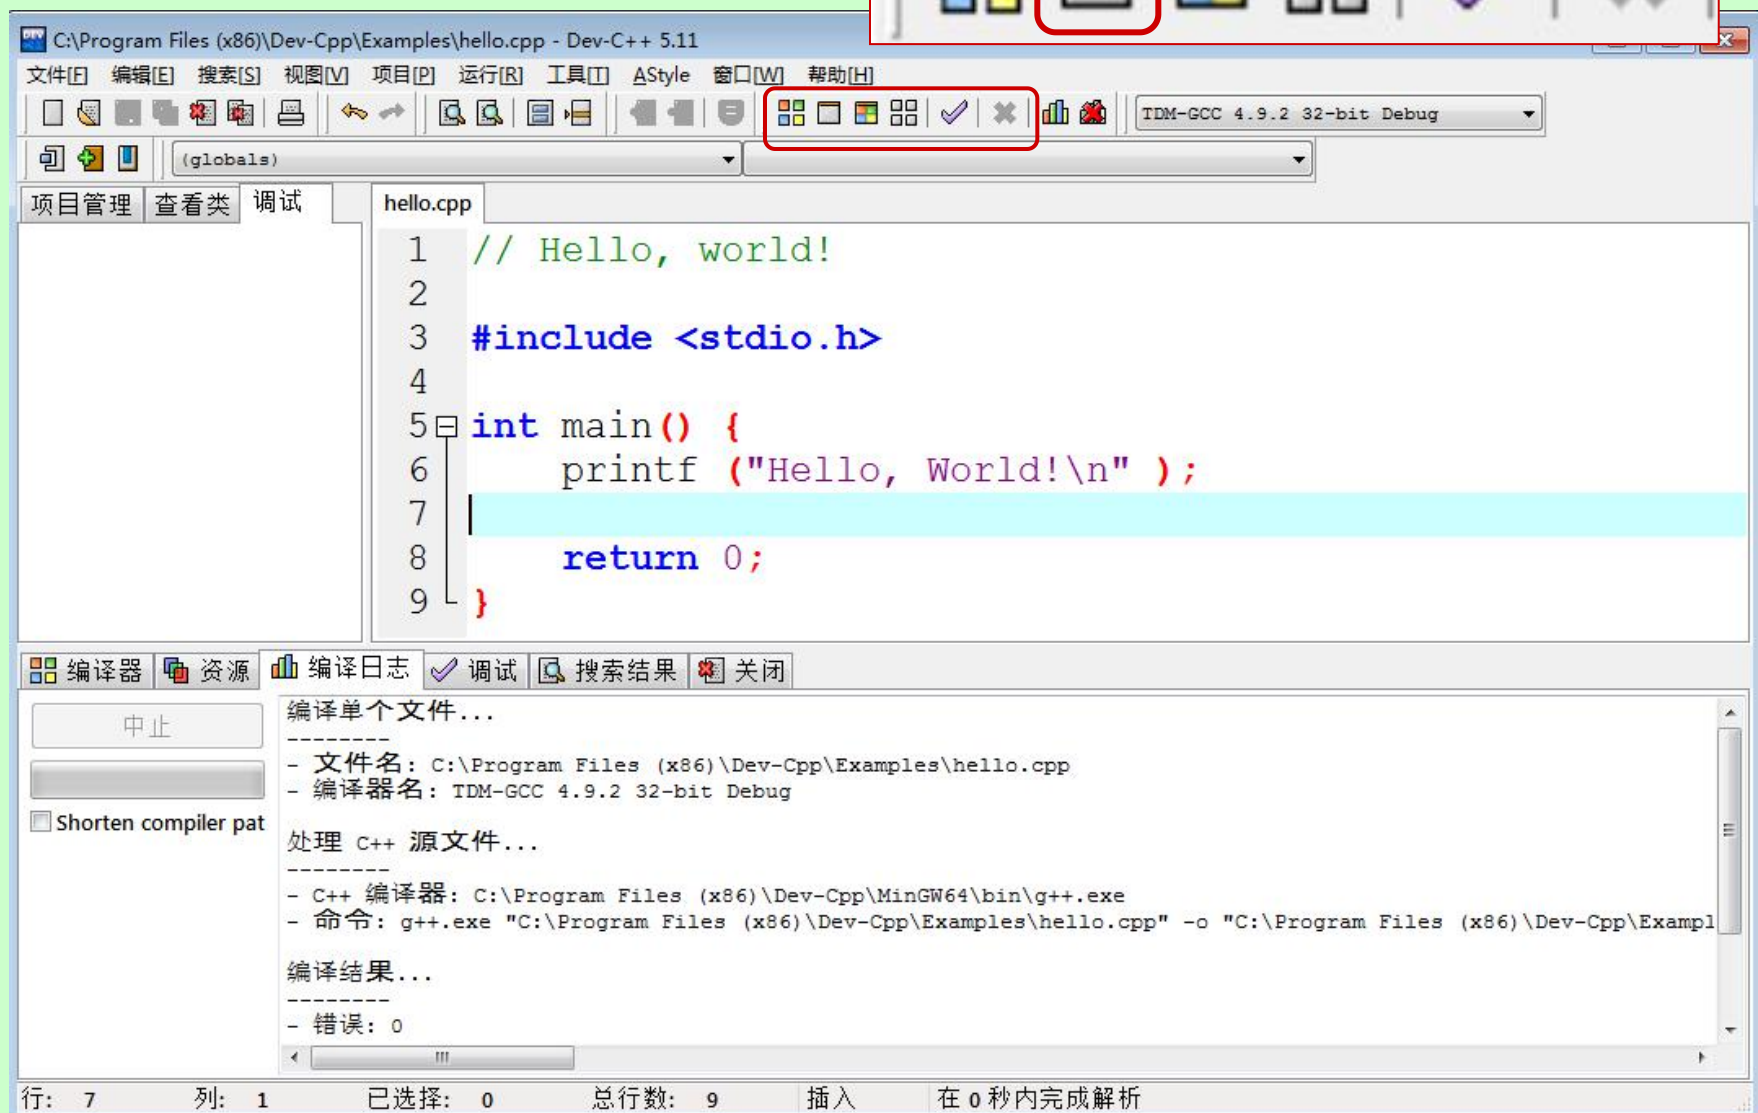 C:\Program Files (x86)\Dev-Cpp\Examples\hello.cpp - Dev-C++ 5.11
文件[F] 编辑[E] 搜索[S] 视图[V] 项目[P] 运行[R] 工具[T] AStyle 窗口[W] 帮助[H]
TDM-GCC 4.9.2 32-bit Debug
(globals)
项目管理 查看类 调试 hello.cpp
1 // Hello, world!
2
3 #include <stdio.h>
4
5 int main() {
6 printf ("Hello, World!\n" );
7
8 return 0;
9 }
编译器 资源 编译日志 调试 搜索结果 关闭
中止
Shorten compiler pat
编译单个文件...
--------
- 文件名: C:\Program Files (x86)\Dev-Cpp\Examples\hello.cpp
- 编译器名: TDM-GCC 4.9.2 32-bit Debug
处理 C++ 源文件...
--------
- C++ 编译器: C:\Program Files (x86)\Dev-Cpp\MinGW64\bin\g++.exe
- 命令: g++.exe "C:\Program Files (x86)\Dev-Cpp\Examples\hello.cpp" -o "C:\Program Files (x86)\Dev-Cpp\Exampl
编译结果...
--------
- 错误: 0
行: 7 列: 1 已选择: 0 总行数: 9 插入 在 0 秒内完成解析